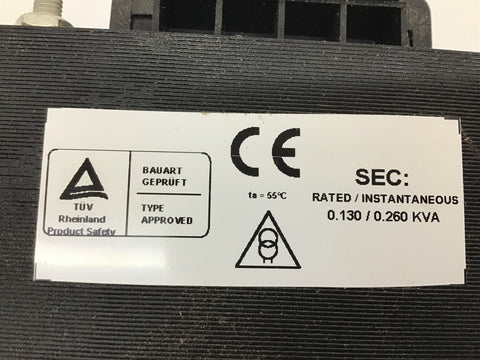 TÜV
Rheinland
Product Safety
BAUART
GEPRÜFT
TYPE
APPROVED
CE
ta = 55°C
SEC:
RATED / INSTANTANEOUS
0.130 / 0.260 KVA